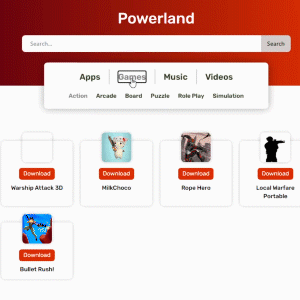 Powerland
Search... Search
Apps Games Music Videos
Action Arcade Board Puzzle Role Play Simulation
Download Download Download Download
Warship Attack 3D MilkChoco Rope Hero Local Warfare
Portable
Download
Bullet Rush!